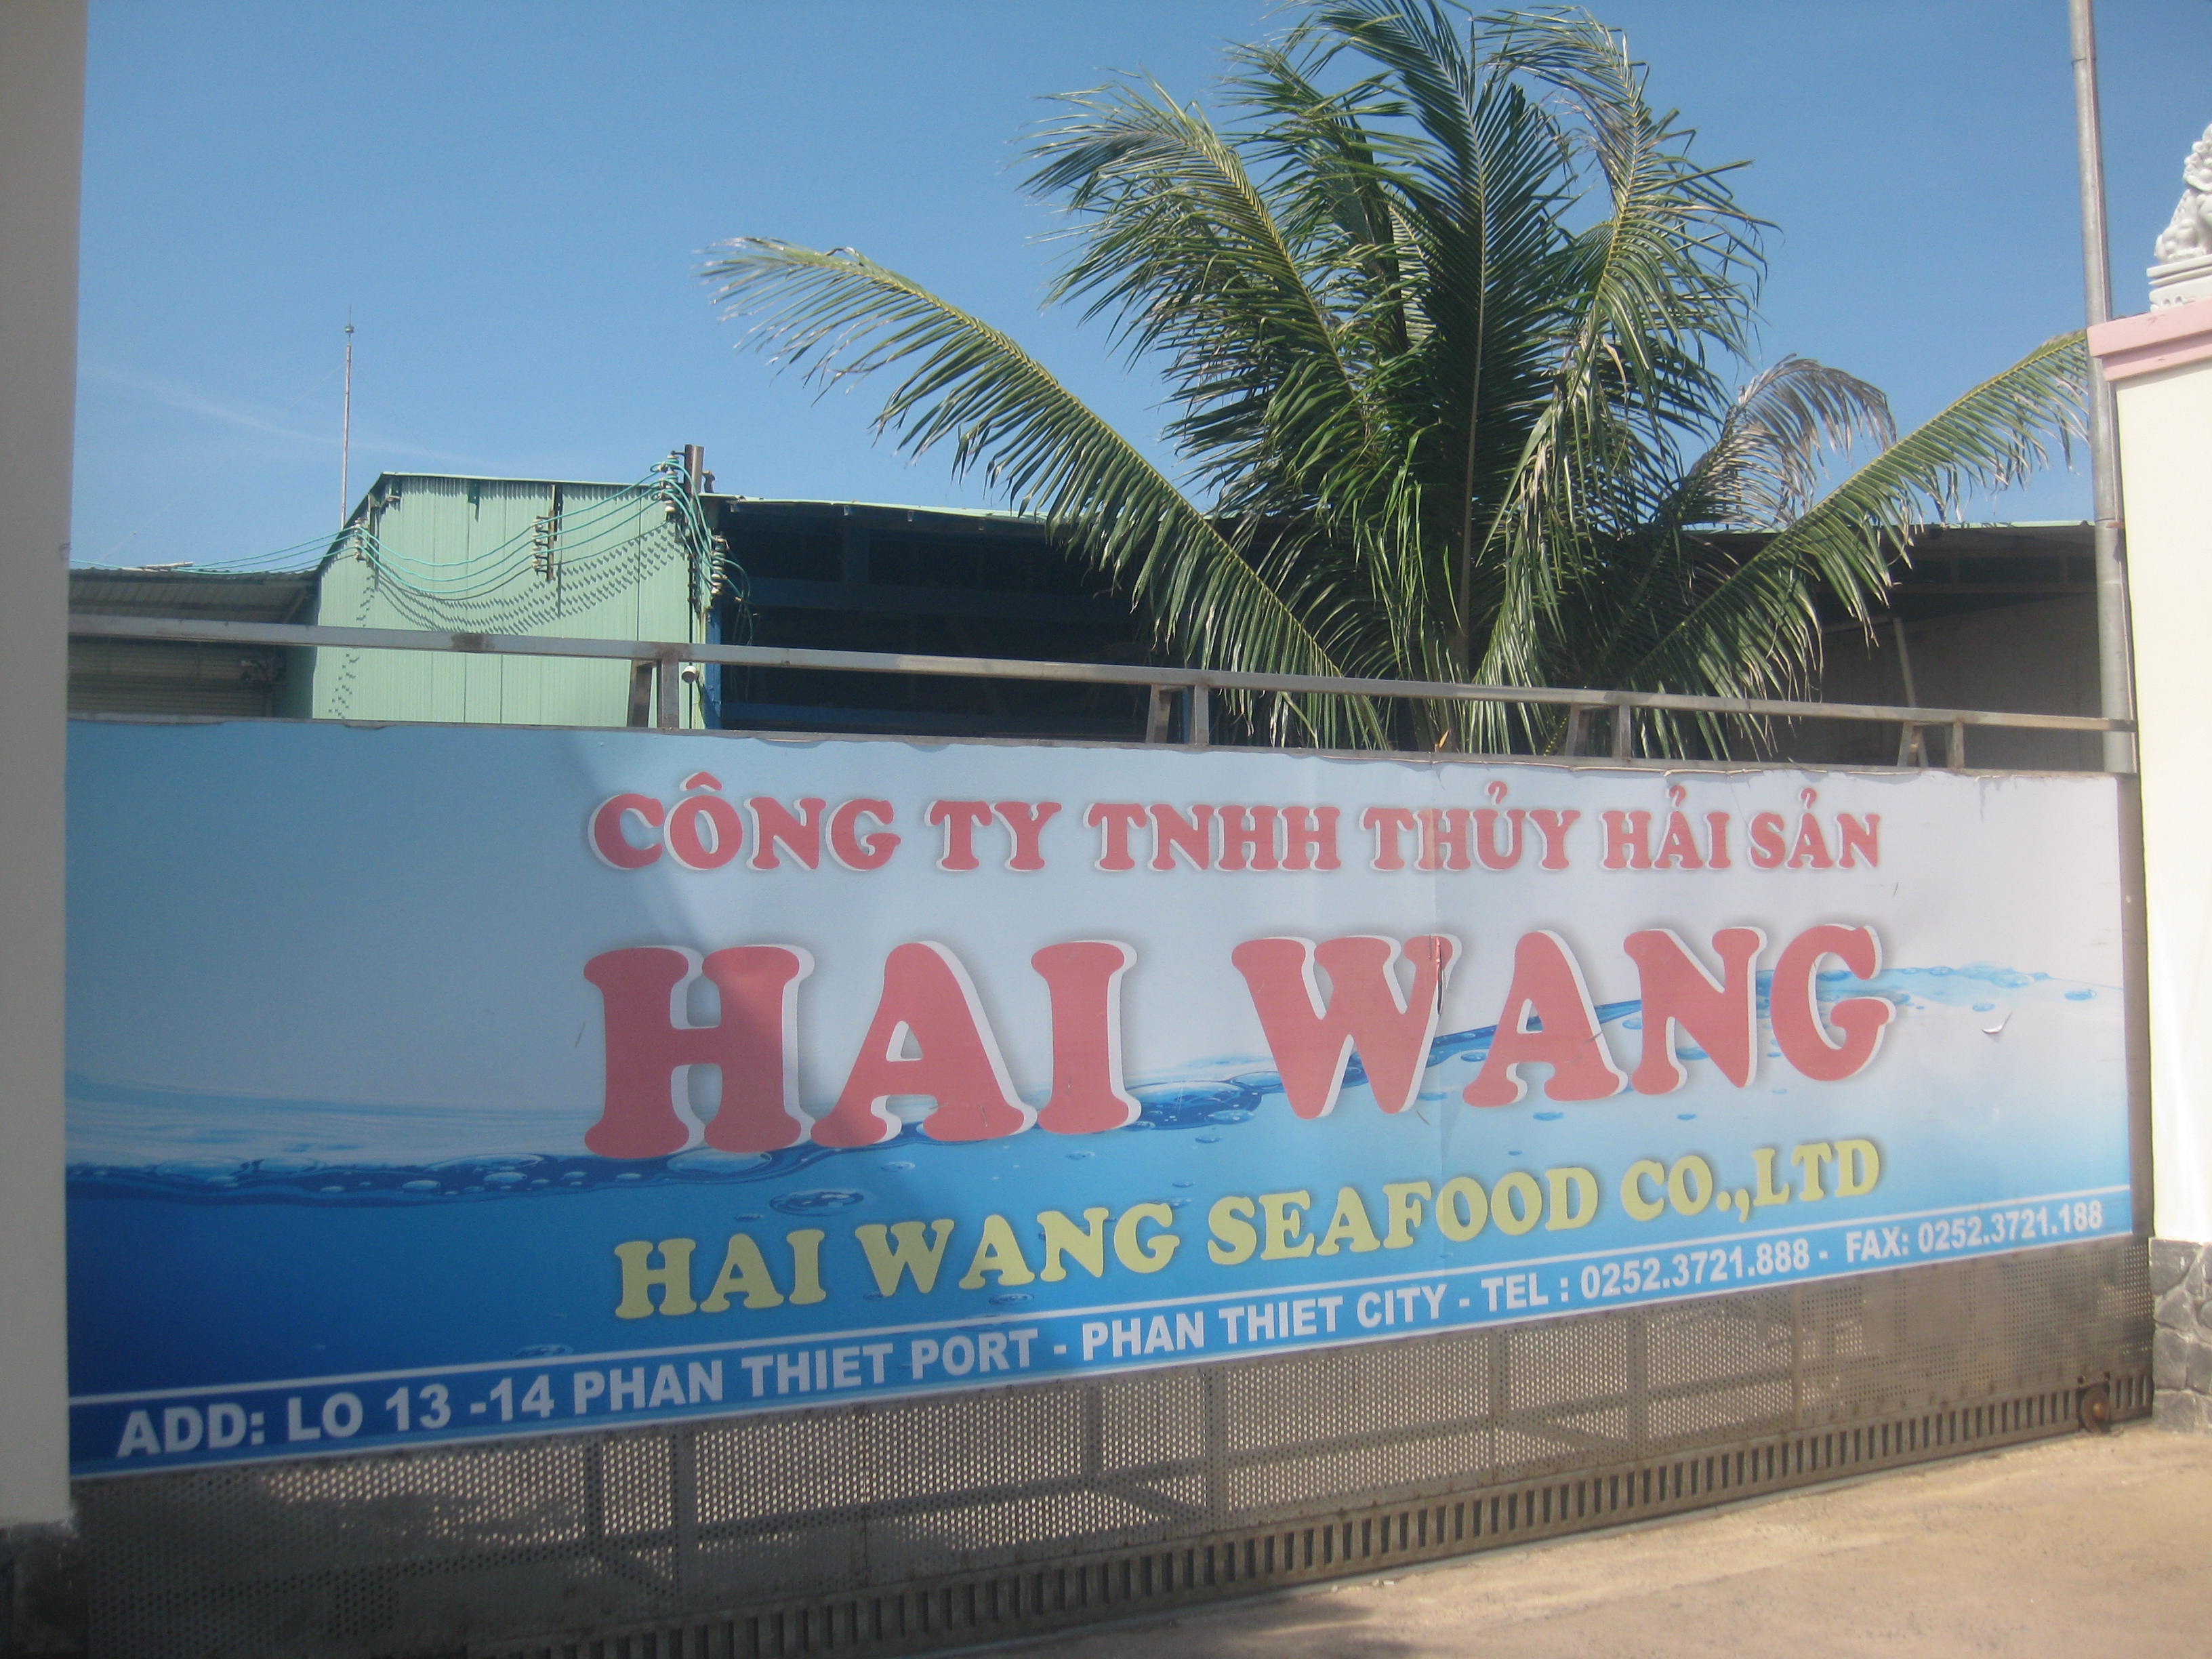 CÔNG TY TNHH THỦY HẢI SẢN
HAI WANG
HAI WANG SEAFOOD CO.,LTD
ADD: LO 13 -14 PHAN THIET PORT - PHAN THIET CITY - TEL : 0252.3721.888 - FAX: 0252.3721.188